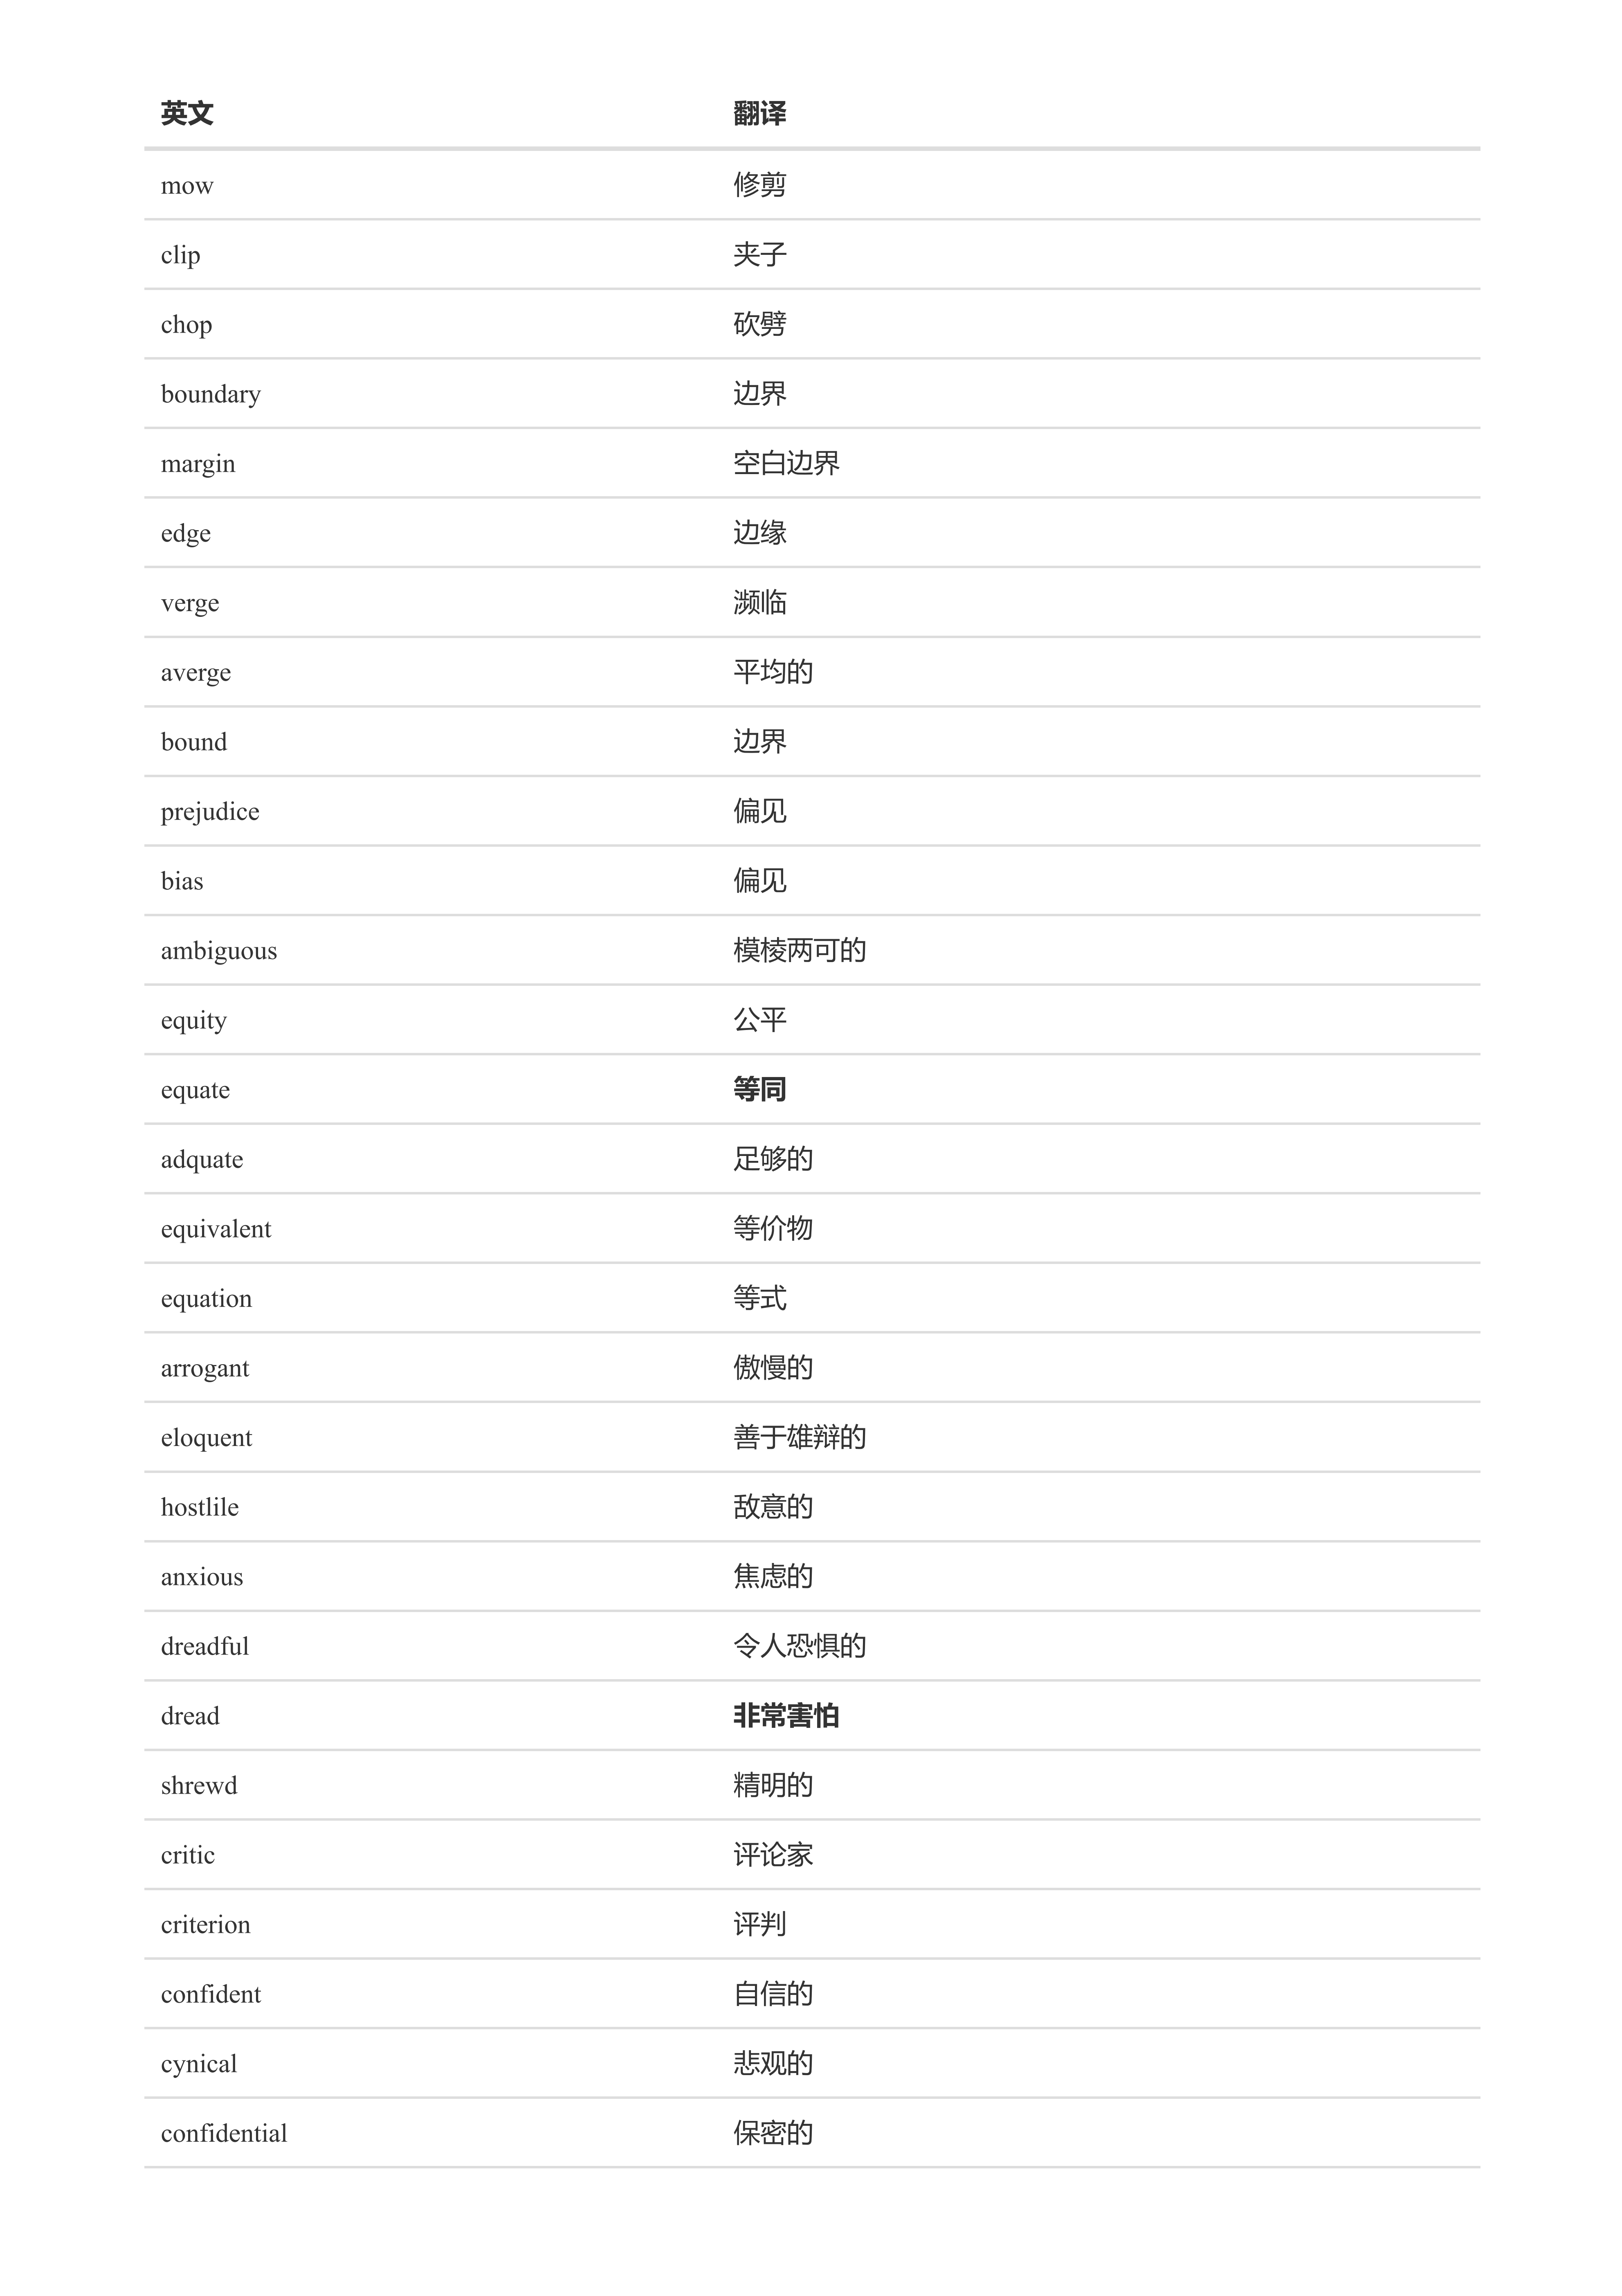 英文 翻译
mow 修剪
clip 夹子
chop 砍劈
boundary 边界
margin 空白边界
edge 边缘
verge 濒临
averge 平均的
bound 边界
prejudice 偏见
bias 偏见
ambiguous 模棱两可的
equity 公平
equate 等同
adquate 足够的
equivalent 等价物
equation 等式
arrogant 傲慢的
eloquent 善于雄辩的
hostlile 敌意的
anxious 焦虑的
dreadful 令人恐惧的
dread 非常害怕
shrewd 精明的
critic 评论家
criterion 评判
confident 自信的
cynical 悲观的
confidential 保密的